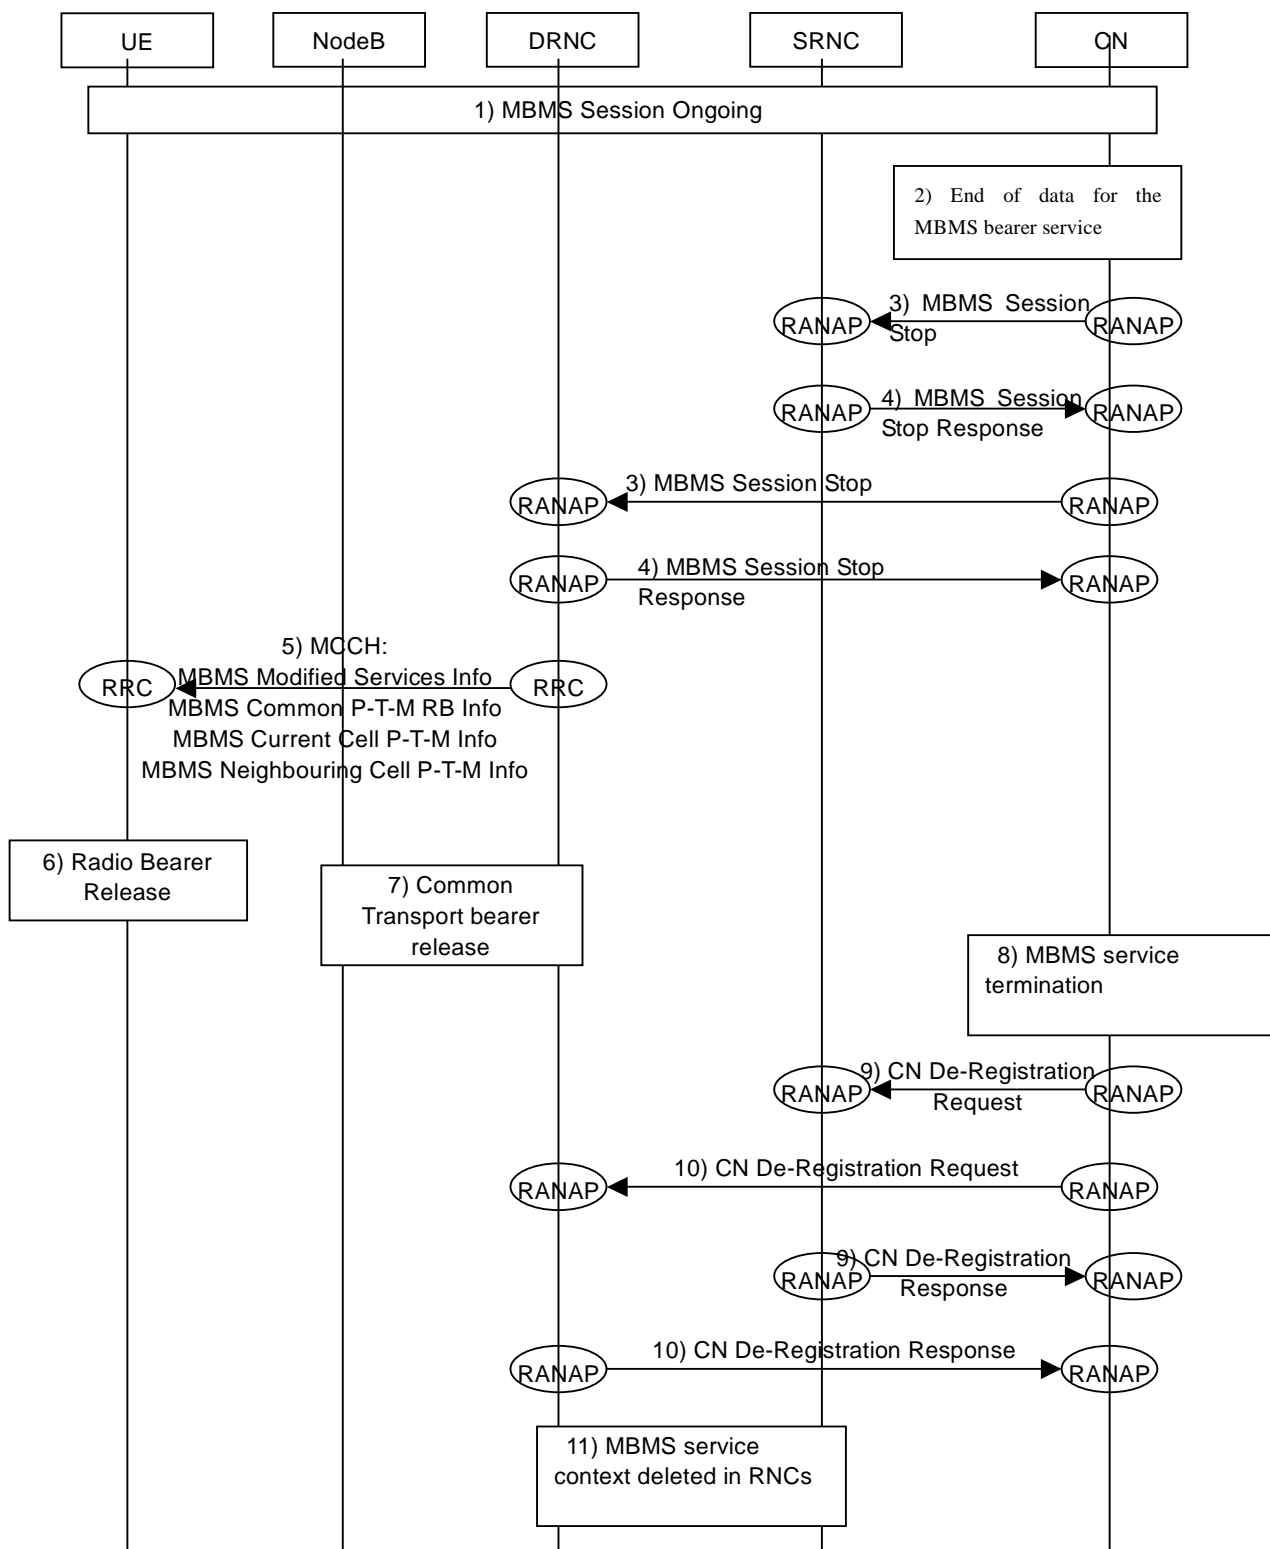 UE
NodeB
DRNC
SRNC
CN
1) MBMS Session Ongoing
2) End of data for the
MBMS bearer service
3) MBMS Session
Stop
RANAP
RANAP
4) MBMS Session
Stop Response
RANAP
RANAP
3) MBMS Session Stop
RANAP
RANAP
4) MBMS Session Stop
Response
RANAP
RANAP
5) MCCH:
MBMS Modified Services Info
MBMS Common P-T-M RB Info
MBMS Current Cell P-T-M Info
MBMS Neighbouring Cell P-T-M Info
RRC
RRC
6) Radio Bearer
Release
7) Common
Transport bearer
release
8) MBMS service
termination
9) CN De-Registration
Request
RANAP
RANAP
10) CN De-Registration Request
RANAP
RANAP
9) CN De-Registration
Response
RANAP
RANAP
10) CN De-Registration Response
RANAP
RANAP
11) MBMS service
context deleted in RNCs